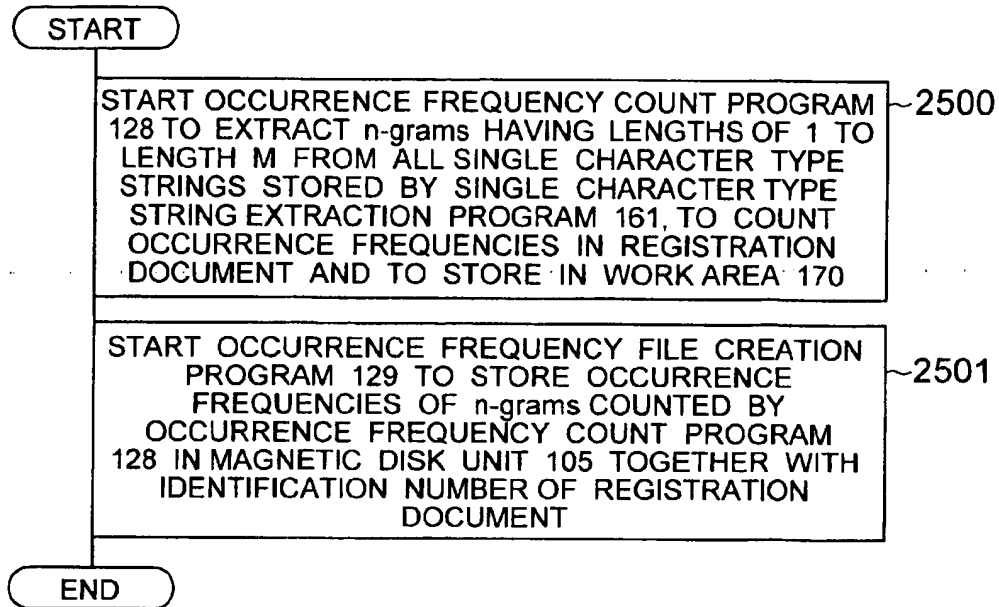 START
START OCCURRENCE FREQUENCY COUNT PROGRAM
128 TO EXTRACT n-grams HAVING LENGTHS OF 1 TO
LENGTH M FROM ALL SINGLE CHARACTER TYPE
STRINGS STORED BY SINGLE CHARACTER TYPE
STRING EXTRACTION PROGRAM 161, TO COUNT
OCCURRENCE FREQUENCIES IN REGISTRATION
DOCUMENT AND TO STORE IN WORK AREA 170
2500
START OCCURRENCE FREQUENCY FILE CREATION
PROGRAM 129 TO STORE OCCURRENCE
FREQUENCIES OF n-grams COUNTED BY
OCCURRENCE FREQUENCY COUNT PROGRAM
128 IN MAGNETIC DISK UNIT 105 TOGETHER WITH
IDENTIFICATION NUMBER OF REGISTRATION
DOCUMENT
2501
END